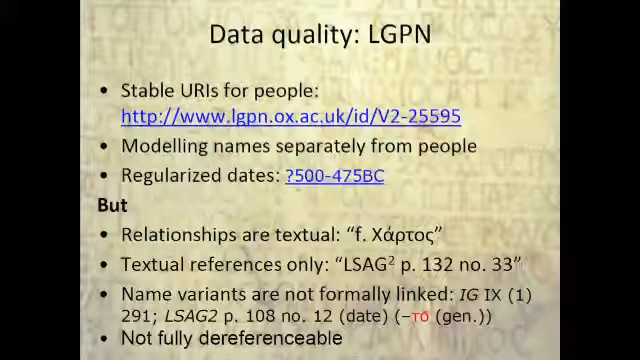 Data quality: LGPN
• Stable URIs for people:
http://www.lgpn.ox.ac.uk/id/V2-25595
• Modelling names separately from people
• Regularized dates: ?500-475BC
But
• Relationships are textual: “f. Χάρτος”
• Textual references only: “LSAG² p. 132 no. 33”
• Name variants are not formally linked: IG IX (1)
291; LSAG2 p. 108 no. 12 (date) (–το (gen.))
• Not fully dereferenceable